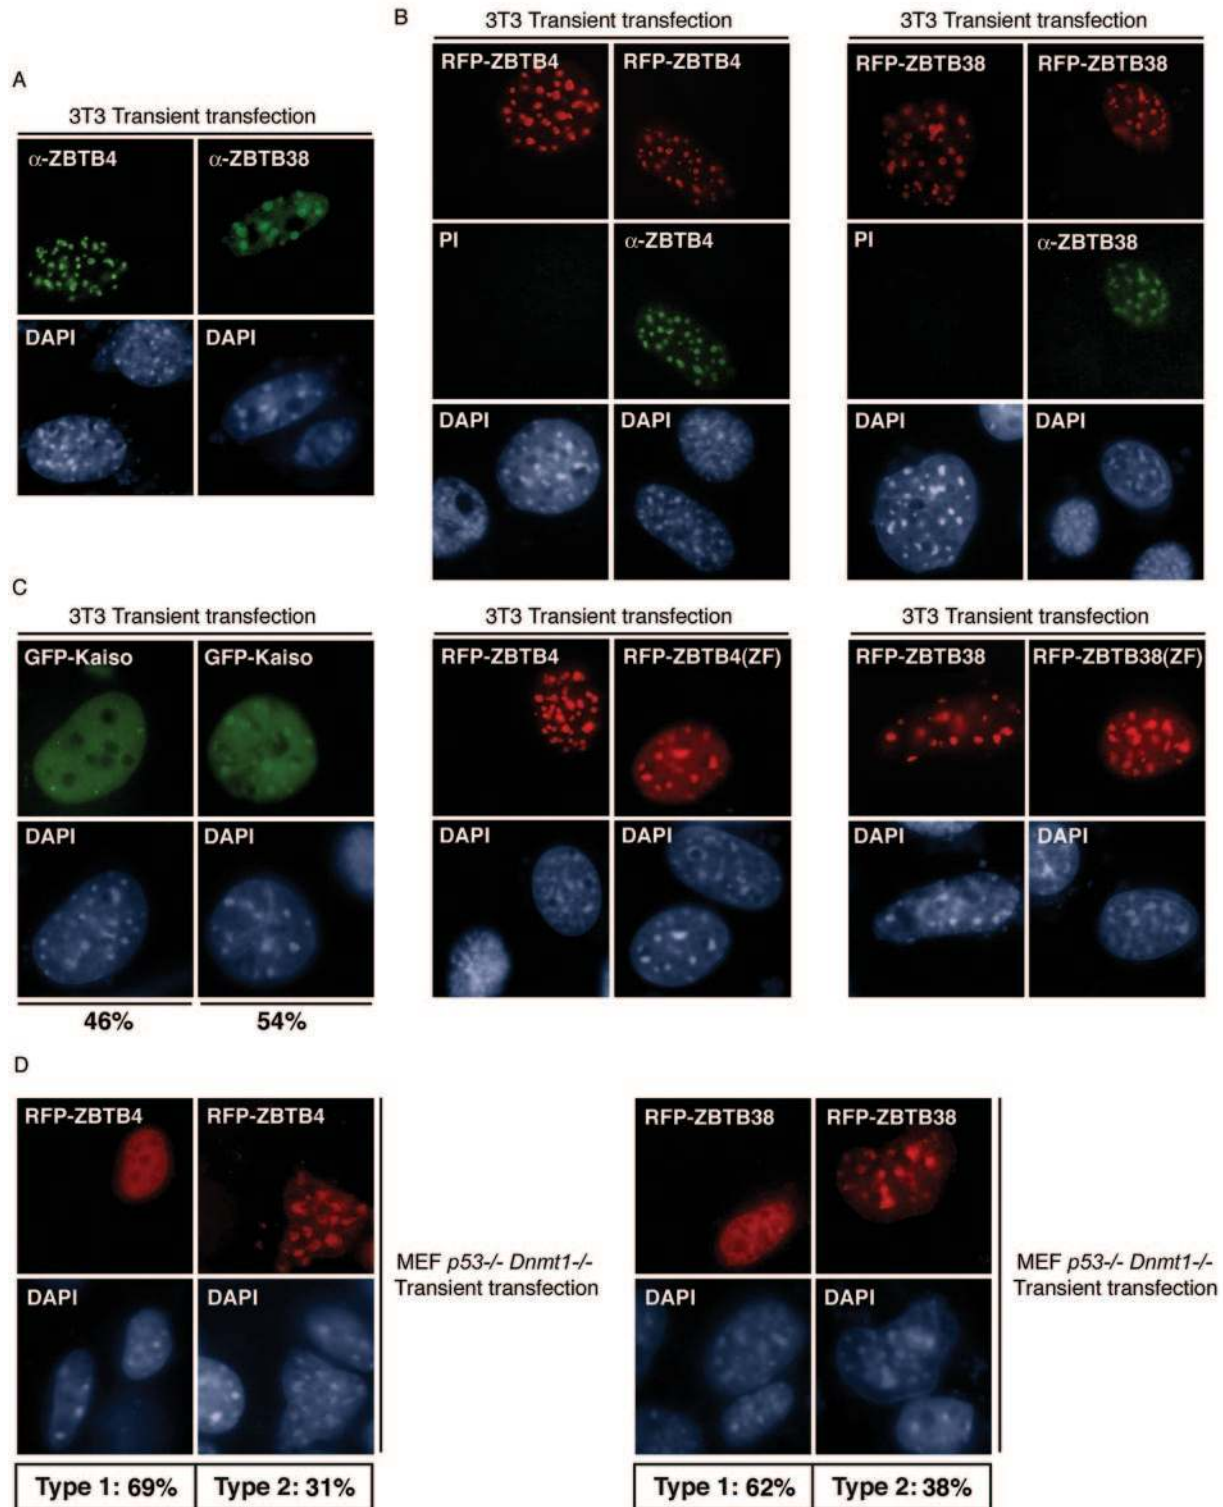 A
3T3 Transient transfection
α-ZBTB4
α-ZBTB38
DAPI
DAPI
B
3T3 Transient transfection
RFP-ZBTB4
RFP-ZBTB4
PI
α-ZBTB4
DAPI
DAPI
3T3 Transient transfection
RFP-ZBTB38
RFP-ZBTB38
PI
α-ZBTB38
DAPI
DAPI
C
3T3 Transient transfection
GFP-Kaiso
GFP-Kaiso
DAPI
DAPI
46%
54%
3T3 Transient transfection
RFP-ZBTB4
RFP-ZBTB4(ZF)
DAPI
DAPI
3T3 Transient transfection
RFP-ZBTB38
RFP-ZBTB38(ZF)
DAPI
DAPI
D
RFP-ZBTB4
RFP-ZBTB4
DAPI
DAPI
MEF p53-/- Dnmt1-/-
Transient transfection
Type 1: 69%
Type 2: 31%
RFP-ZBTB38
RFP-ZBTB38
DAPI
DAPI
MEF p53-/- Dnmt1-/-
Transient transfection
Type 1: 62%
Type 2: 38%